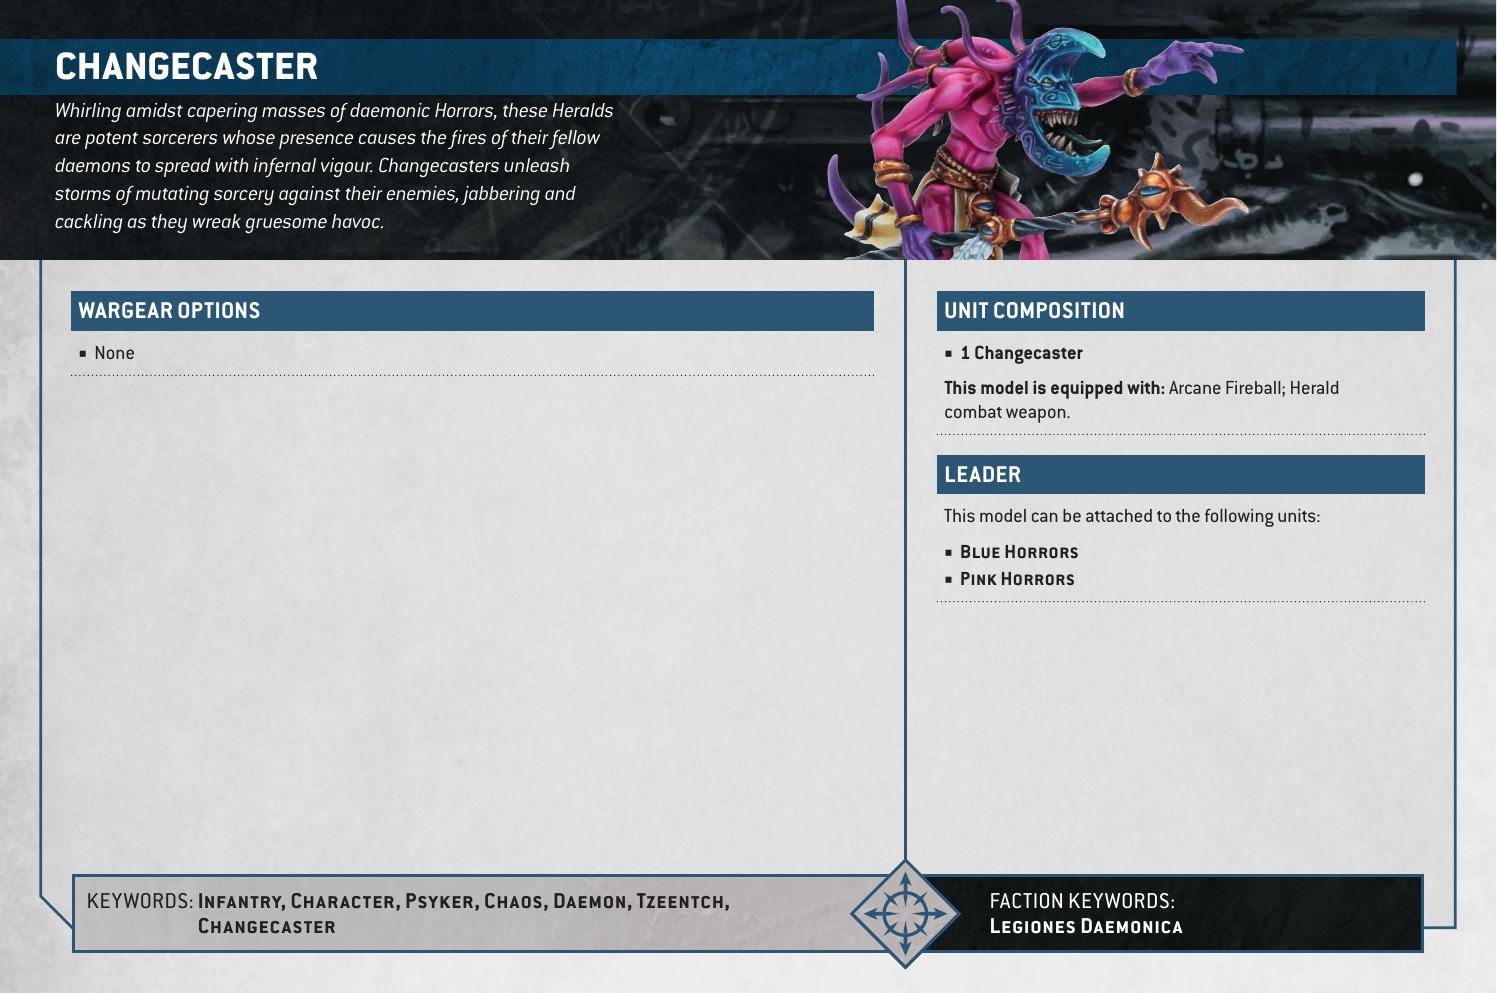 CHANGECASTER
Whirling amidst capering masses of daemonic Horrors, these Heralds
are potent sorcerers whose presence causes the fires of their fellow
daemons to spread with infernal vigour. Changecasters unleash
storms of mutating sorcery against their enemies, jabbering and
cackling as they wreak gruesome havoc.
WARGEAR OPTIONS
▪ None
UNIT COMPOSITION
▪ 1 Changecaster
This model is equipped with: Arcane Fireball; Herald
combat weapon.
LEADER
This model can be attached to the following units:
▪ Blue Horrors
▪ Pink Horrors
KEYWORDS: Infantry, Character, Psyker, Chaos, Daemon, Tzeentch,
Changecaster
FACTION KEYWORDS:
Legiones Daemonica